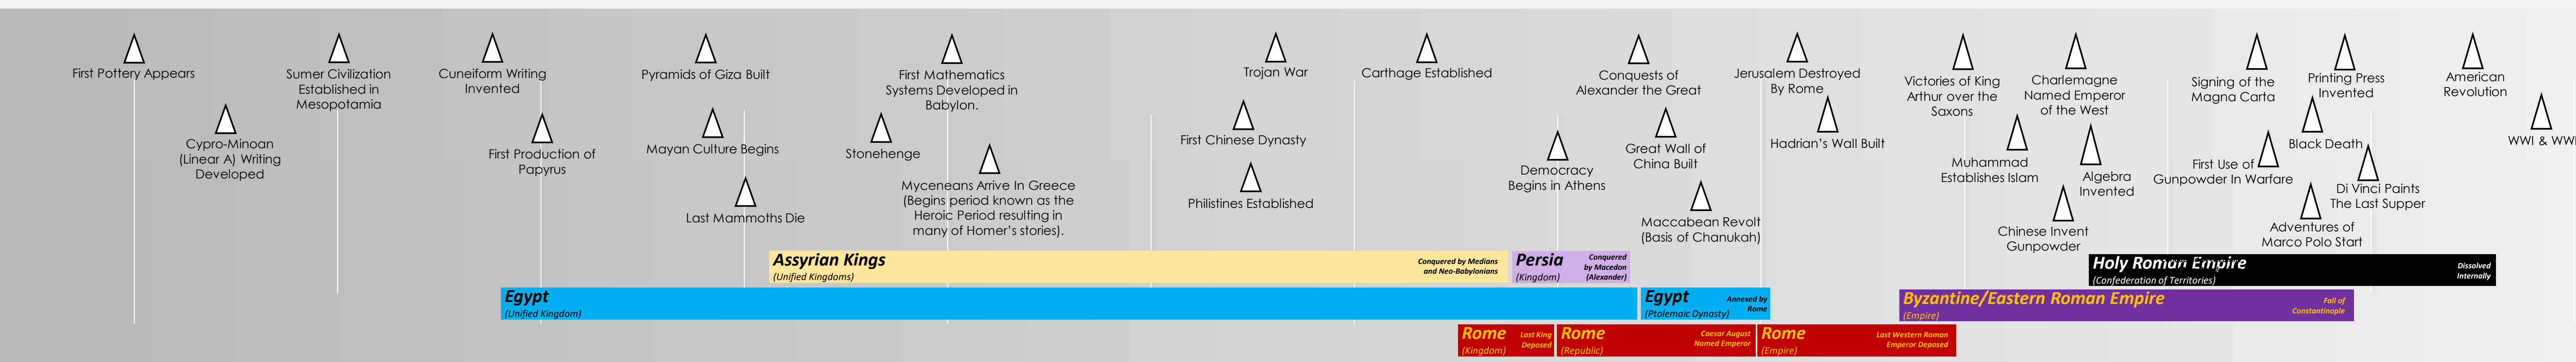 First Pottery Appears
Cypro-Minoan
(Linear A) Writing
Developed
Sumer Civilization
Established in
Mesopotamia
Cuneiform Writing
Invented
First Production of
Papyrus
Pyramids of Giza Built
Mayan Culture Begins
Last Mammoths Die
Stonehenge
First Mathematics
Systems Developed in
Babylon.
Myceneans Arrive In Greece
(Begins period known as the
Heroic Period resulting in
many of Homer's stories).
Trojan War
First Chinese Dynasty
Philistines Established
Carthage Established
Democracy
Begins in Athens
Conquests of
Alexander the Great
Great Wall of
China Built
Maccabean Revolt
(Basis of Chanukah)
Jerusalem Destroyed
By Rome
Hadrian's Wall Built
Victories of King
Arthur over the
Saxons
Muhammad
Establishes Islam
Charlemagne
Named Emperor
of the West
Algebra
Invented
Chinese Invent
Gunpowder
Signing of the
Magna Carta
First Use of
Gunpowder In Warfare
Printing Press
Invented
Black Death
Di Vinci Paints
The Last Supper
Adventures of
Marco Polo Start
American
Revolution
WWI & WWI
Assyrian Kings
(Unified Kingdoms)
Conquered by Medians
and Neo-Babylonians
Persia
(Kingdom)
Conquered
by Macedon
(Alexander)
Holy Roman Empire
(Confederation of Territories)
Dissolved
Internally
Egypt
(Unified Kingdom)
Egypt
(Ptolemaic Dynasty)
Annexed by
Rome
Byzantine/Eastern Roman Empire
(Empire)
Fall of
Constantinople
Rome
(Kingdom)
Last King
Deposed
Rome
(Republic)
Caesar August
Named Emperor
Rome
(Empire)
Last Western Roman
Emperor Deposed